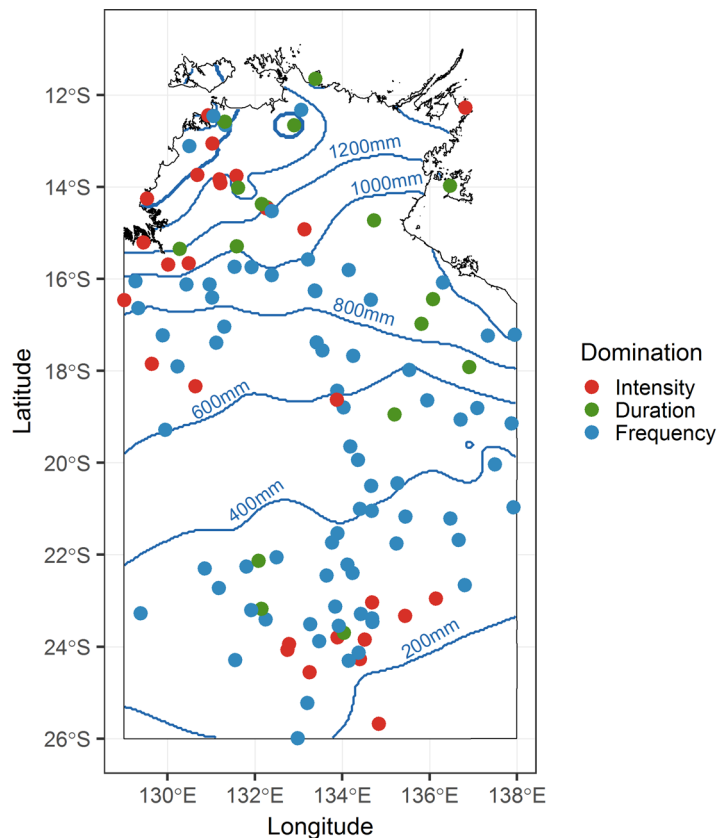 12°S
14°S
16°S
18°S
20°S
22°S
24°S
26°S
Latitude
1200mm
1000mm
800mm
600mm
400mm
200mm
130°E
132°E
134°E
136°E
138°E
Longitude
Domination
Intensity
Duration
Frequency